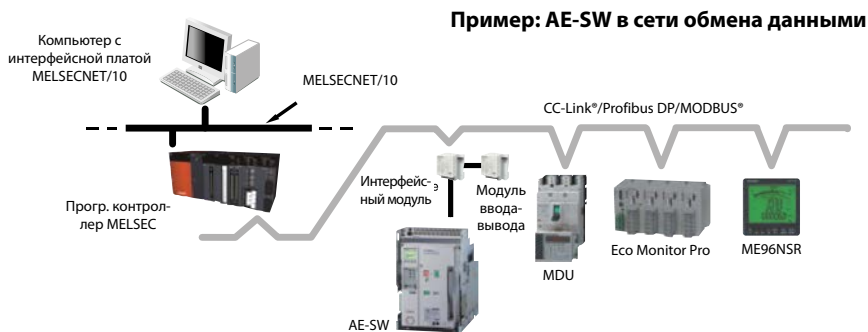 Пример: AE-SW в сети обмена данными
Компьютер с
интерфейсной платой
MELSECNET/10
MELSECNET/10
CC-Link®/Profibus DP/MODBUS®
Прогр. контрол-
лер MELSEC
Интерфейс-
е
ный модуль
Модуль
ввода-
вывода
AE-SW
MDU
Eco Monitor Pro
ME96NSR